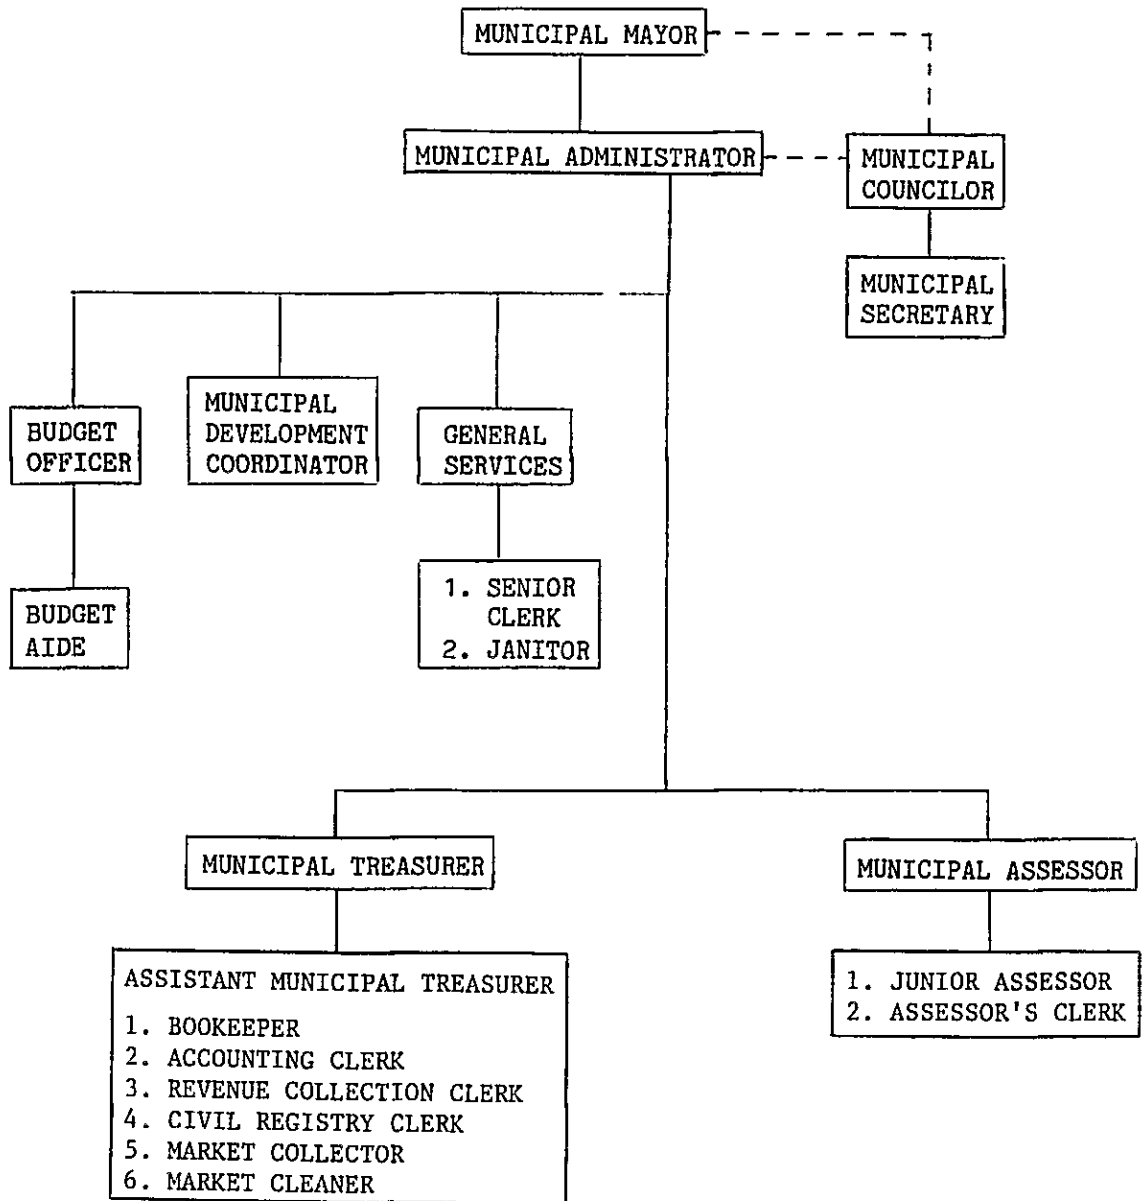 MUNICIPAL MAYOR
MUNICIPAL ADMINISTRATOR
MUNICIPAL
COUNCILOR
MUNICIPAL
SECRETARY
BUDGET
OFFICER
MUNICIPAL
DEVELOPMENT
COORDINATOR
GENERAL
SERVICES
BUDGET
AIDE
1. SENIOR
CLERK
2. JANITOR
MUNICIPAL TREASURER
MUNICIPAL ASSESSOR
ASSISTANT MUNICIPAL TREASURER
1. BOOKEEPER
2. ACCOUNTING CLERK
3. REVENUE COLLECTION CLERK
4. CIVIL REGISTRY CLERK
5. MARKET COLLECTOR
6. MARKET CLEANER
1. JUNIOR ASSESSOR
2. ASSESSOR'S CLERK